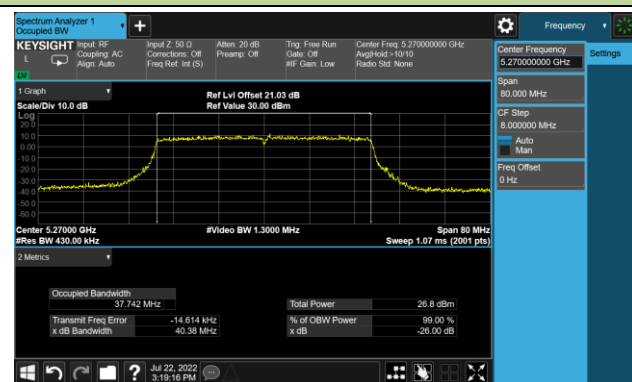 Spectrum Analyzer 1
Occupied BW
+
Frequency
KEYSIGHT
L
LXI
Input: RF
Coupling: AC
Align: Auto
Input Z: 50 Ω
Corrections: Off
Freq Ref: Int (S)
Atten: 20 dB
Preamp: Off
Trig: Free Run
Gate: Off
#IF Gain: Low
Center Freq: 5.270000000 GHz
Avg|Hold:>10/10
Radio Std: None
Center Frequency
5.270000000 GHz
Settings
Span
80.000 MHz
CF Step
8.000000 MHz
Auto
Man
Freq Offset
0 Hz
1 Graph
Scale/Div 10.0 dB
Ref Lvl Offset 21.03 dB
Ref Value 30.00 dBm
Log
20.0
10.0
0.00
-10.0
-20.0
-30.0
-40.0
-50.0
-60.0
Center 5.27000 GHz
#Res BW 430.00 kHz
#Video BW 1.3000 MHz
Span 80 MHz
Sweep 1.07 ms (2001 pts)
2 Metrics
Occupied Bandwidth
37.742 MHz
Transmit Freq Error -14.614 kHz
x dB Bandwidth 40.38 MHz
Total Power 26.8 dBm
% of OBW Power 99.00 %
x dB -26.00 dB
?
Jul 22, 2022
3:19:16 PM